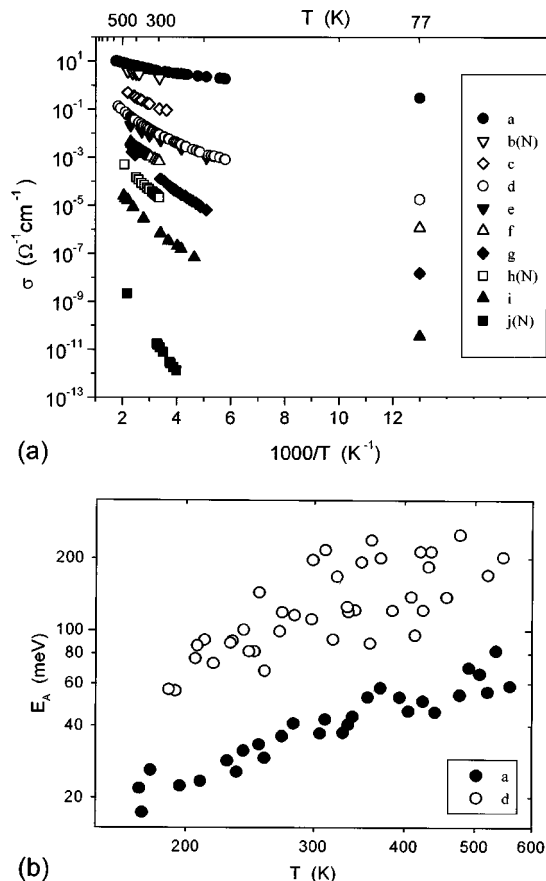 T (K)
500 300 77
10^1
10^-1
10^-3
10^-5
10^-7
10^-9
10^-11
10^-13
σ (Ω^-1cm^-1)
a
b(N)
c
d
e
f
g
h(N)
i
j(N)
2 4 6 8 10 12
1000/T (K^-1)
(a)
200
100
80
60
40
20
E_A (meV)
a
d
200 300 400 500 600
T (K)
(b)